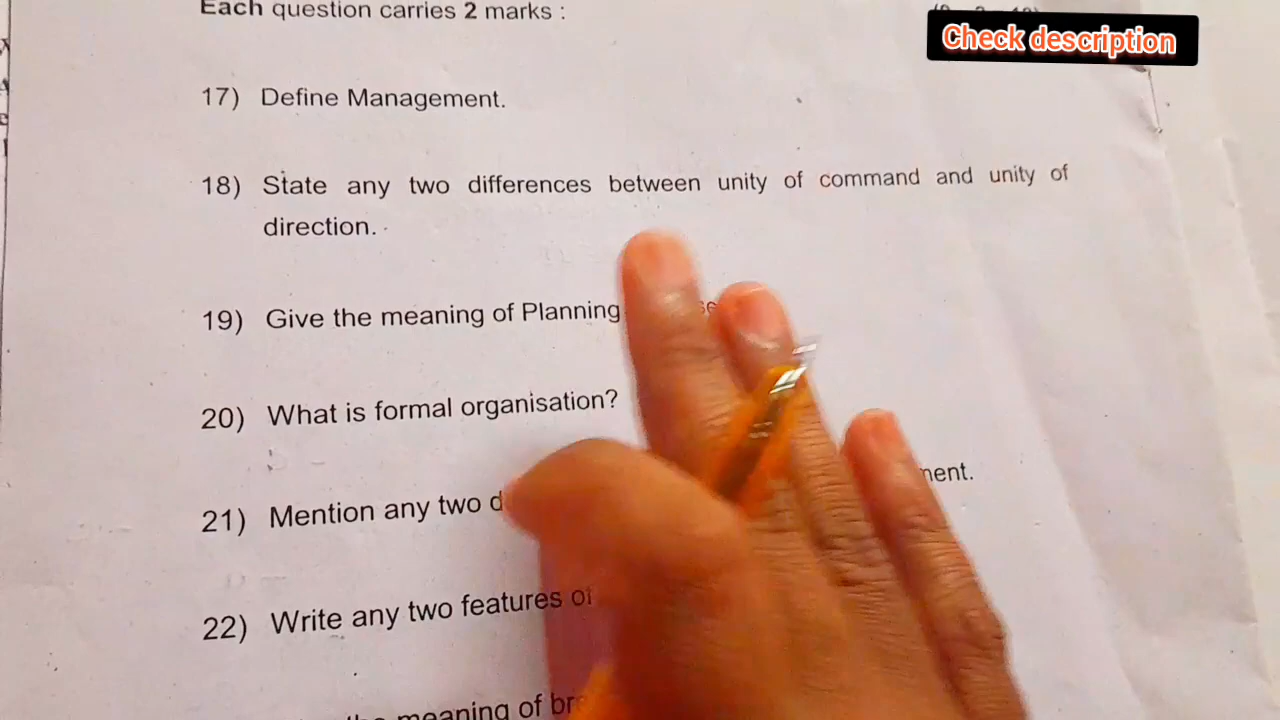 Each question carries 2 marks :
Check description
17) Define Management.
18) State any two differences between unity of command and unity of
direction.
19) Give the meaning of Planning
20) What is formal organisation?
21) Mention any two
22) Write any two features of
meaning of